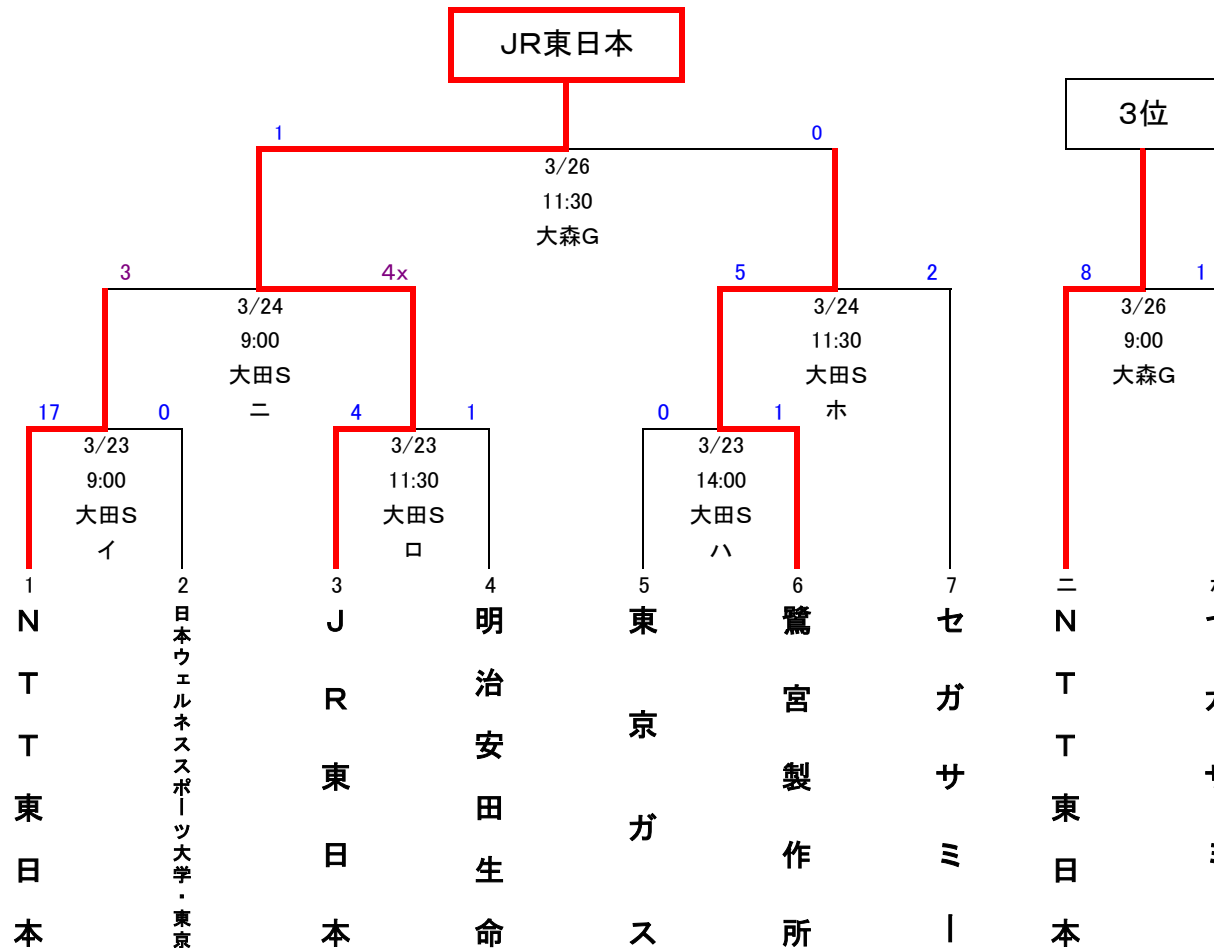 JR東日本
3位
1
0
3/26
11:30
大森G
3
4x
5
2
8
1
3/24
9:00
大田S
ニ
3/24
11:30
大田S
ホ
3/26
9:00
大森G
17
0
4
1
0
1
3/23
9:00
大田S
イ
3/23
11:30
大田S
ロ
3/23
14:00
大田S
ハ
1
2
3
4
5
6
7
ニ
NTT東日本
日本ウェルネススポーツ大学・東京
JR東日本
明治安田生命
東京ガス
鷺宮製作所
セガサミー
NTT東日本